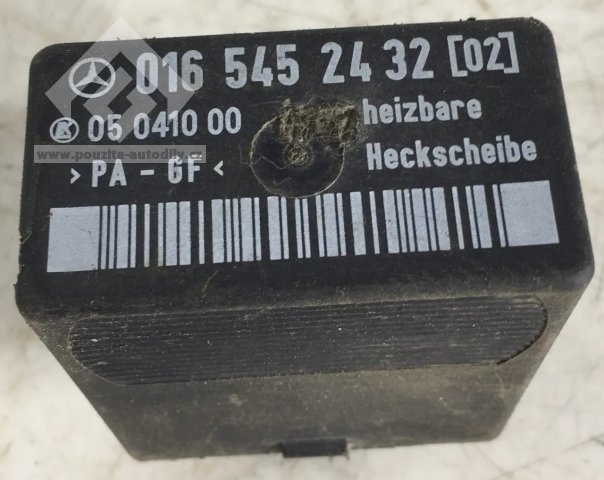 016 545 24 32 [02]
05 0410 00 heizbare
www.pouzite-autodily.cz
>PA - GF< Heckscheibe